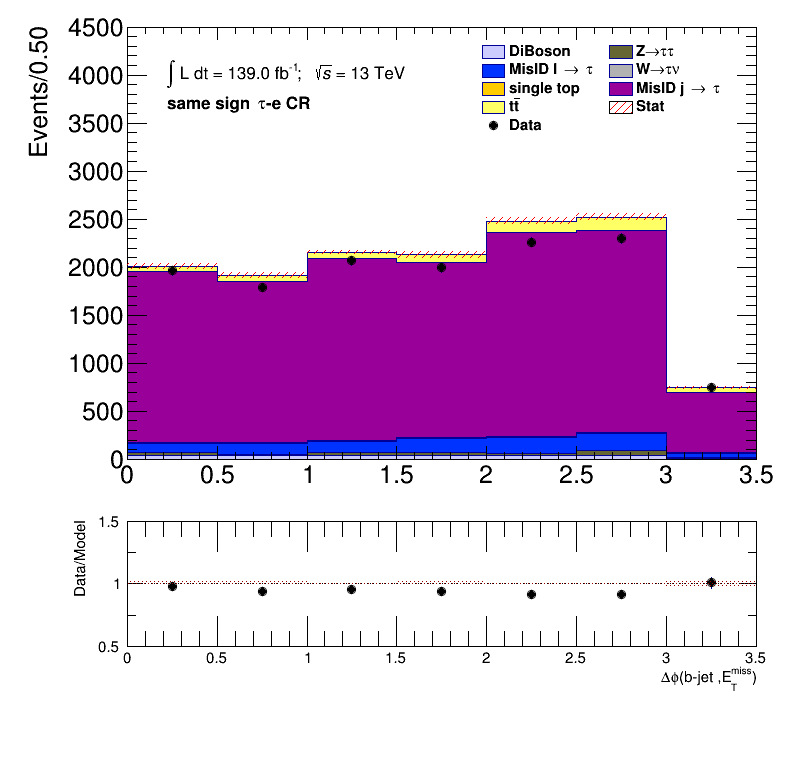 Events/0.50
4500
4000
3500
3000
2500
2000
1500
1000
500
0
∫ L dt = 139.0 fb⁻¹; √s = 13 TeV
same sign τ-e CR
DiBoson
MisID l → τ
single top
tt̄
Data
Z→ττ
W→τν
MisID j → τ
Stat
0 0.5 1 1.5 2 2.5 3 3.5
Data/Model
1.5
1
0.5
0 0.5 1 1.5 2 2.5 3 3.5
Δϕ(b-jet ,E_T^miss)